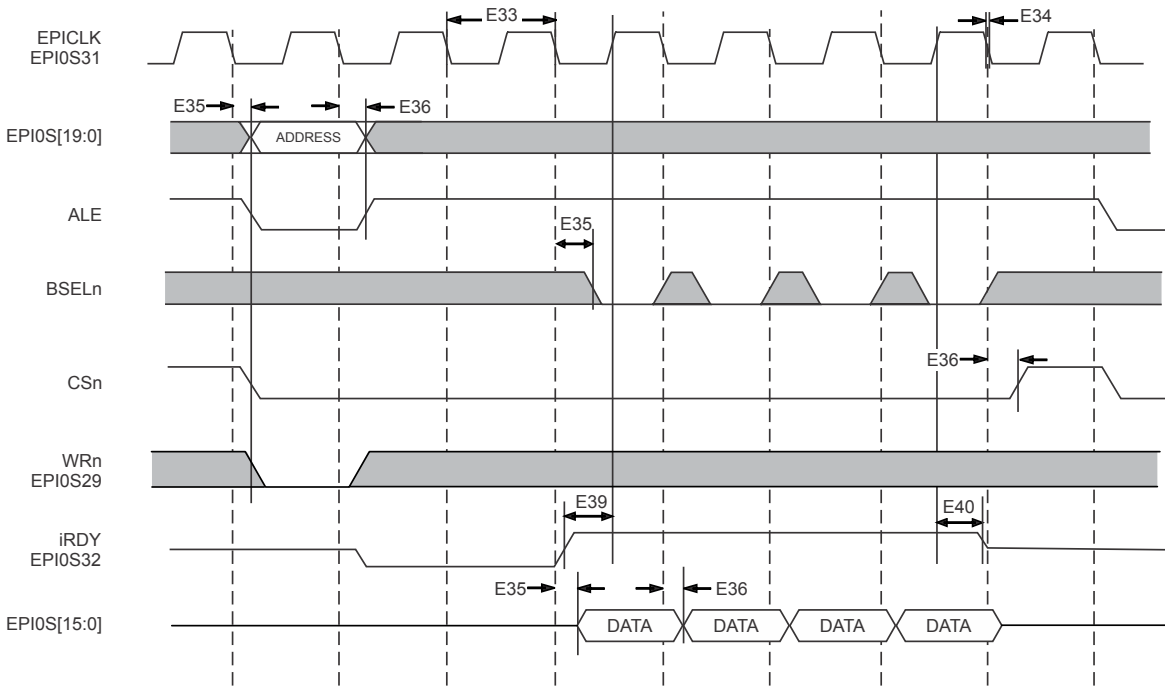 E33
E34
EPICLK
EPI0S31
E35
E36
EPI0S[19:0]
ADDRESS
ALE
E35
BSELn
E36
CSn
WRn
EPI0S29
E39
E40
iRDY
EPI0S32
E35
E36
EPI0S[15:0]
DATA DATA DATA DATA